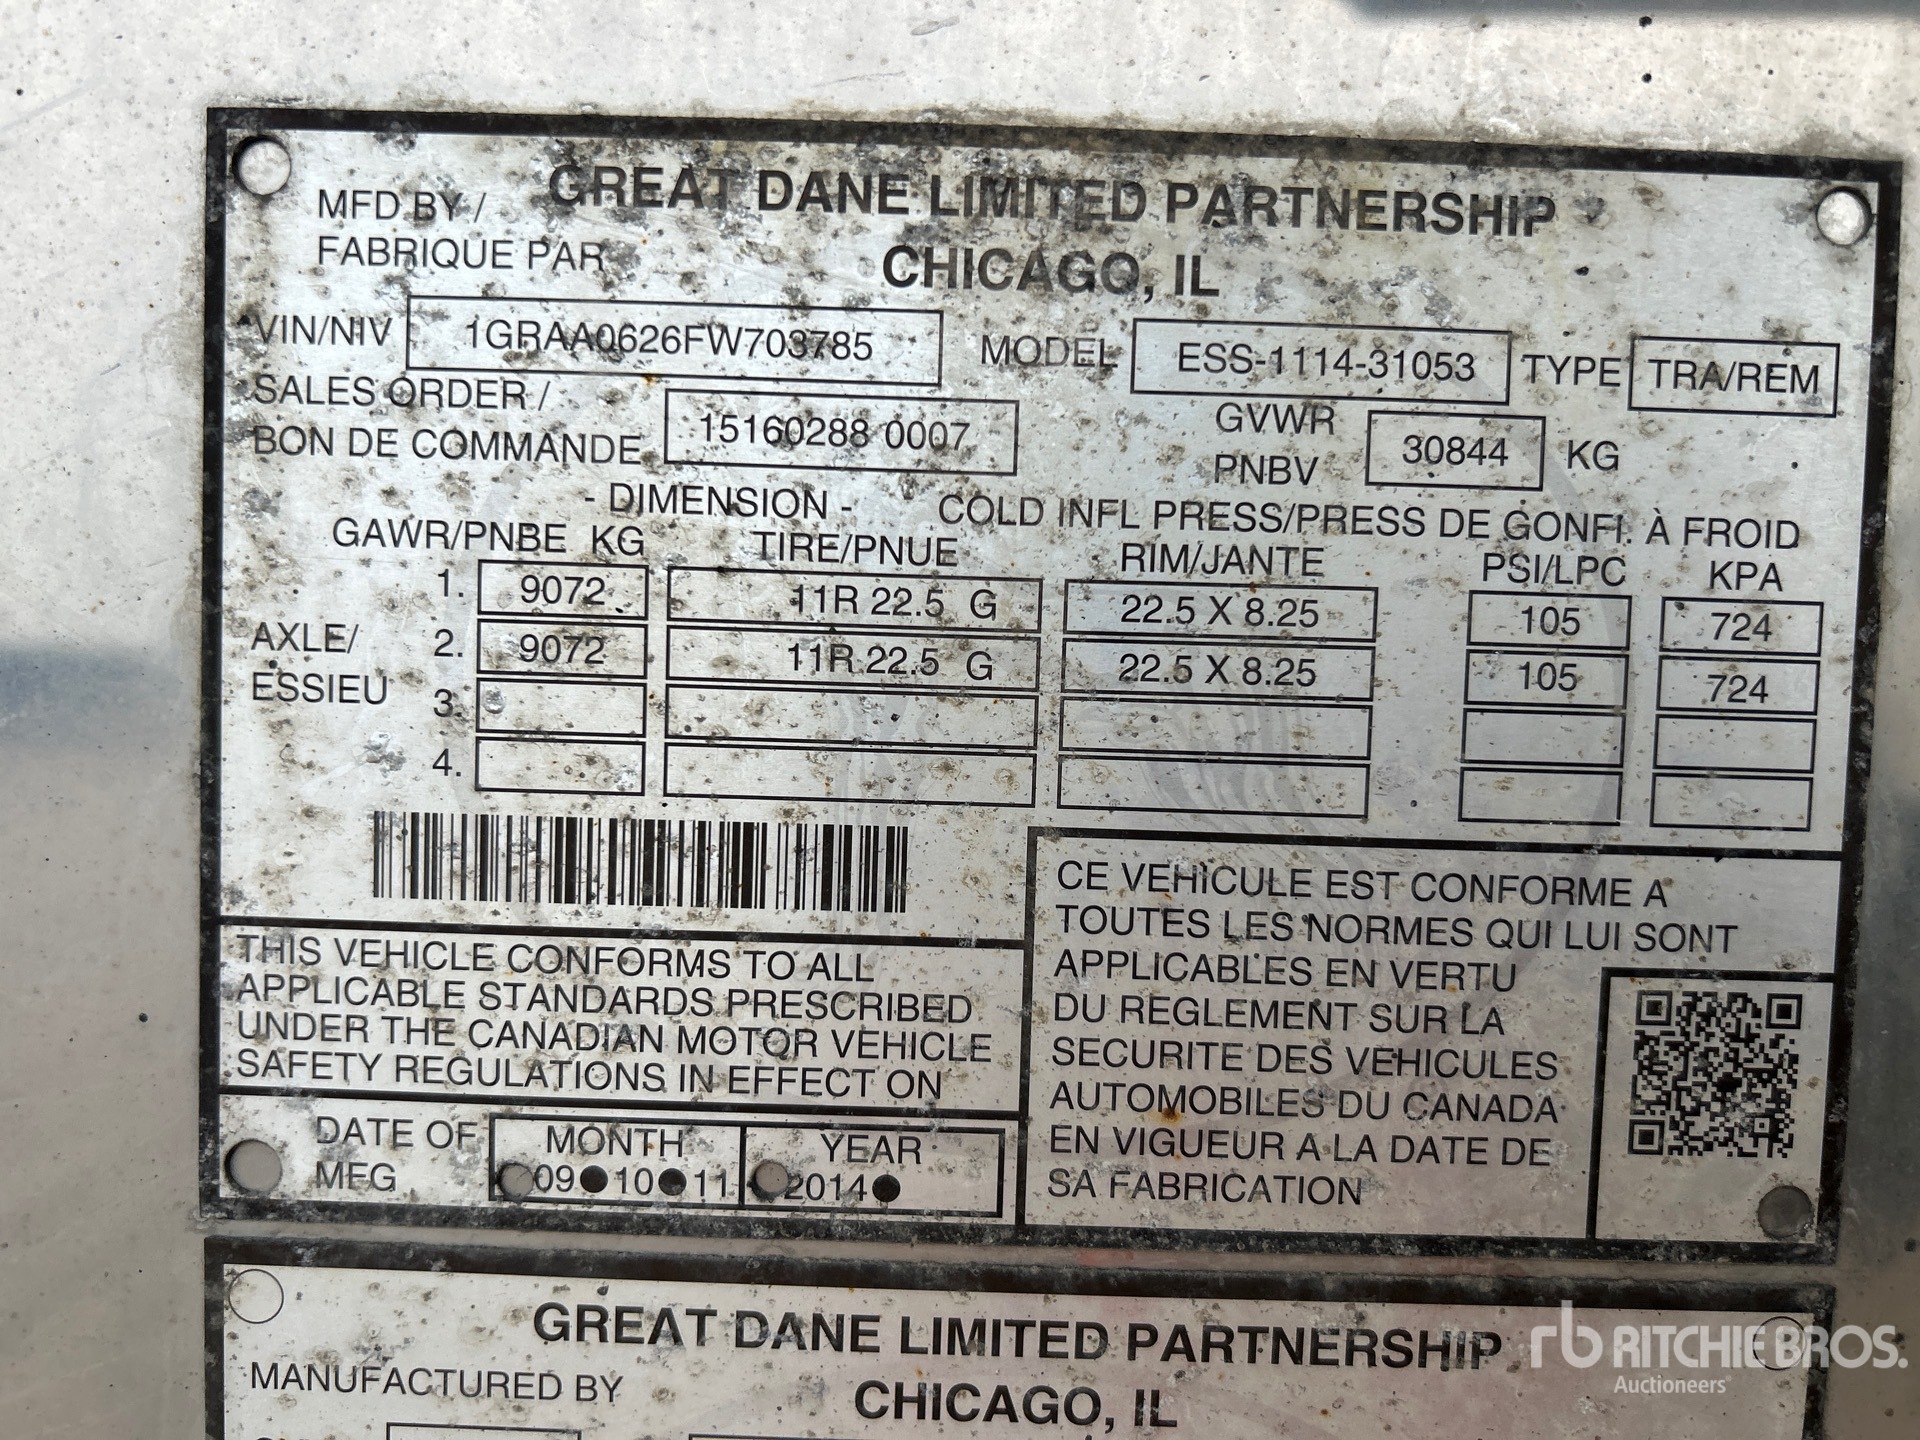 MFD BY / GREAT DANE LIMITED PARTNERSHIP
FABRIQUE PAR CHICAGO, IL
VIN/NIV 1GRAA0626FW703785 MODEL ESS-1114-31053 TYPE TRA/REM
SALES ORDER / BON DE COMMANDE 15160288 0007 GVWR PNBV 30844 KG
- DIMENSION - COLD INFL PRESS/PRESS DE GONFI. À FROID
GAWR/PNBE KG TIRE/PNUE RIM/JANTE PSI/LPC KPA
1. 9072 11R 22.5 G 22.5 X 8.25 105 724
AXLE/ESSIEU 2. 9072 11R 22.5 G 22.5 X 8.25 105 724
3.
4.
THIS VEHICLE CONFORMS TO ALL
APPLICABLE STANDARDS PRESCRIBED
UNDER THE CANADIAN MOTOR VEHICLE
SAFETY REGULATIONS IN EFFECT ON
DATE OF MFG MONTH YEAR
09 10 11 2014
CE VEHICULE EST CONFORME A
TOUTES LES NORMES QUI LUI SONT
APPLICABLES EN VERTU
DU REGLEMENT SUR LA
SECURITE DES VEHICULES
AUTOMOBILES DU CANADA
EN VIGUEUR A LA DATE DE
SA FABRICATION
GREAT DANE LIMITED PARTNERSHIP
MANUFACTURED BY
CHICAGO, IL
rb RITCHIE BROS.
Auctioneers